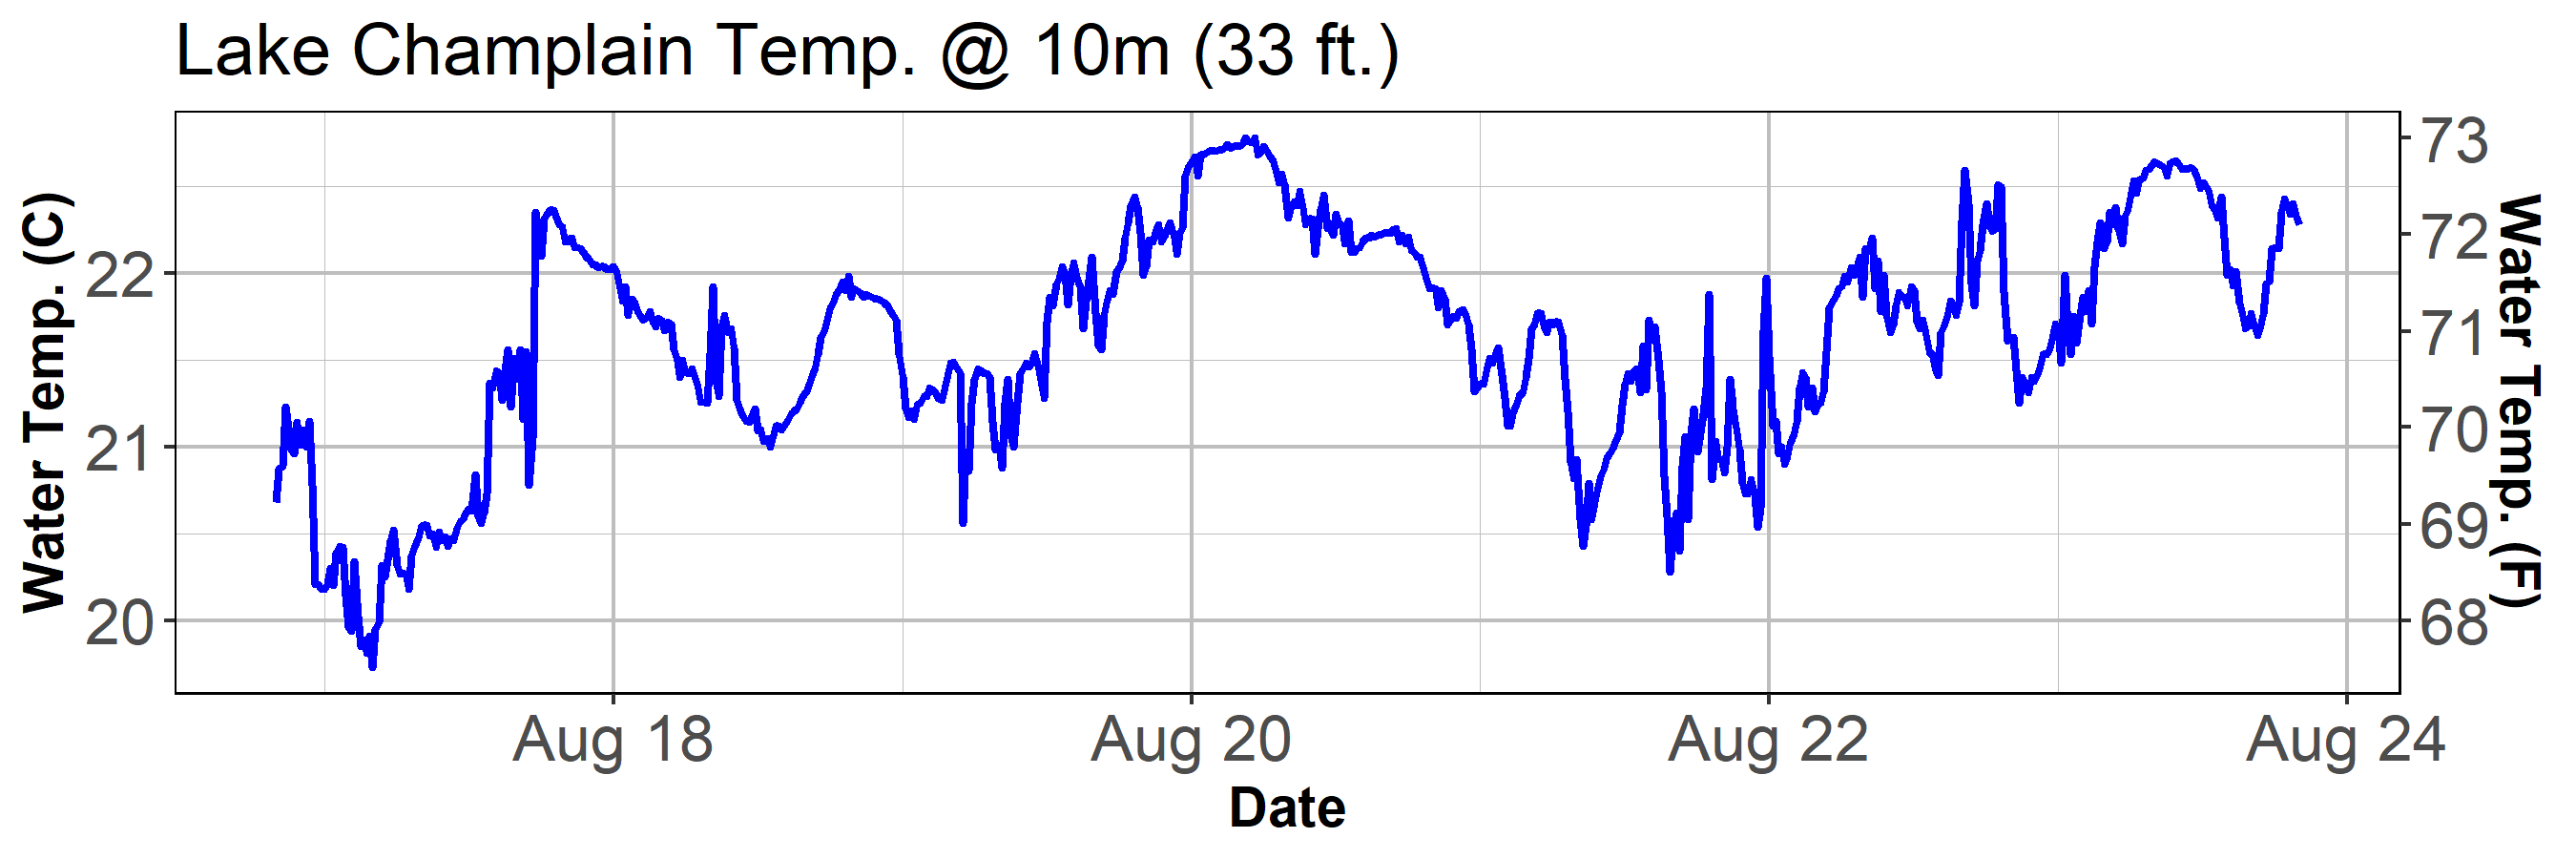 Lake Champlain Temp. @ 10m (33 ft.)
Water Temp. (C)
22
21
20
73
72
71
70
69
68
Water Temp. (F)
Aug 18
Aug 20
Aug 22
Aug 24
Date